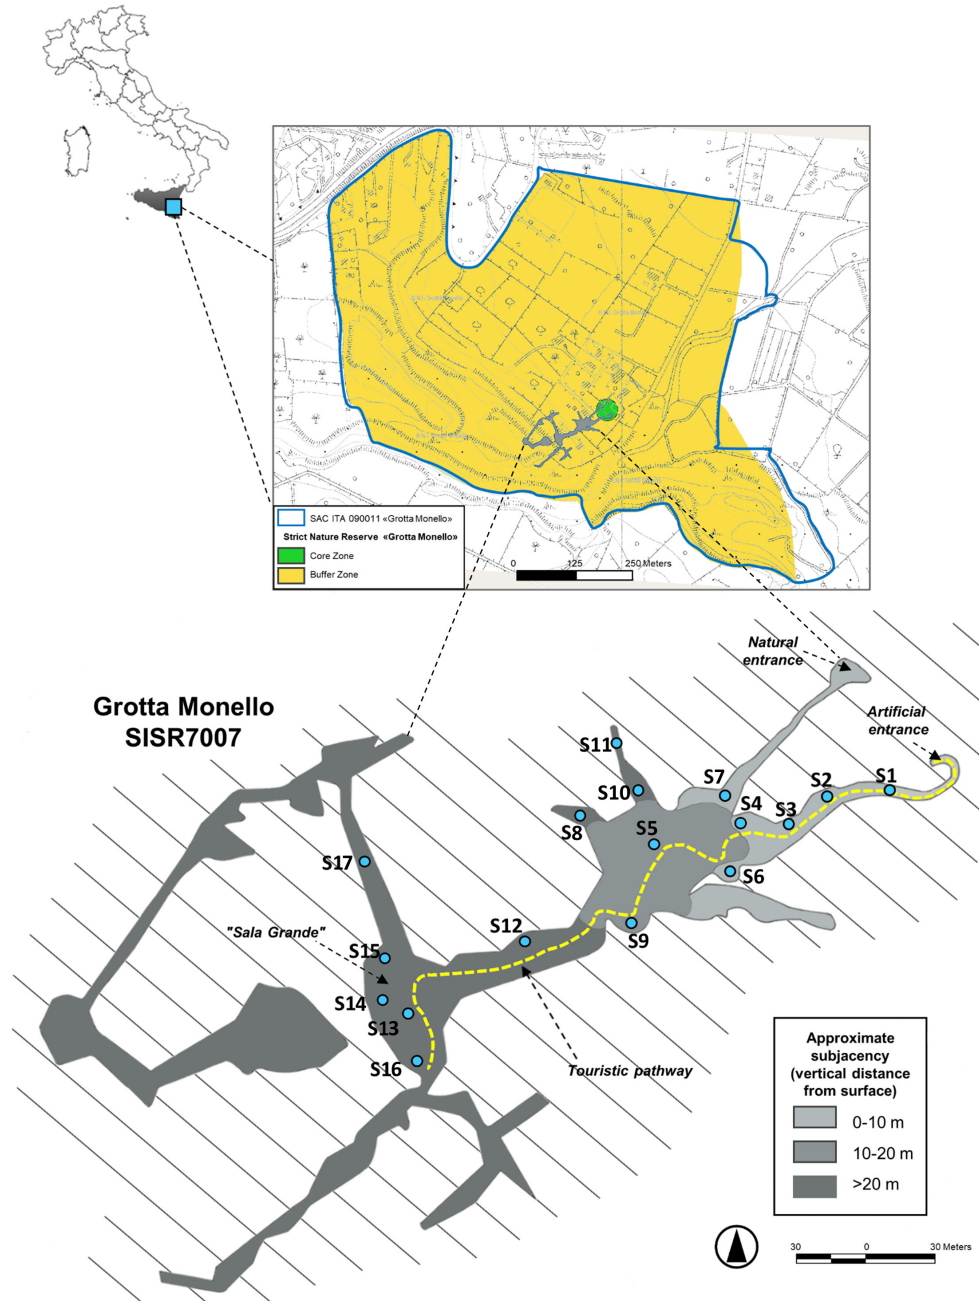 SAC ITA 090011 «Grotta Monello»
Strict Nature Reserve «Grotta Monello»
Core Zone
Buffer Zone
0 125 250 Meters
Natural
entrance
Grotta Monello
SISR7007
Artificial
entrance
S11
S10
S7
S2
S1
S8
S5
S4
S3
S6
S17
S9
S12
"Sala Grande"
S15
S14
S13
S16
Touristic pathway
Approximate
subjacency
(vertical distance
from surface)
0-10 m
10-20 m
>20 m
30 0 30 Meters